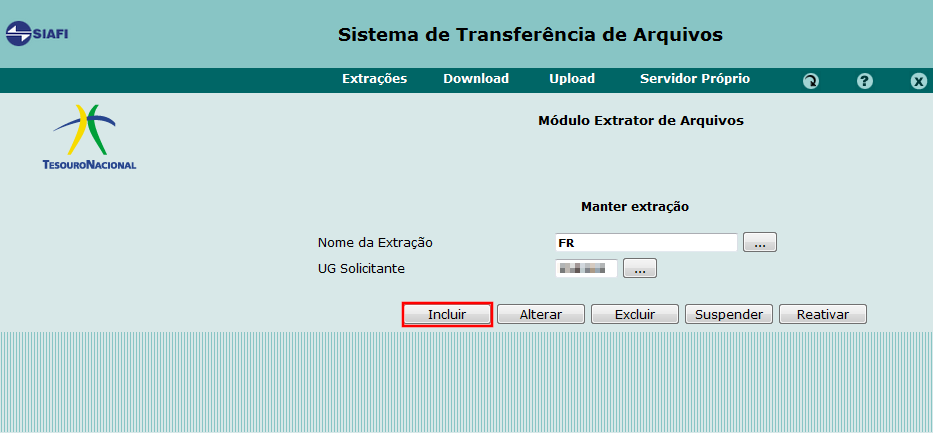 SIAFI
Sistema de Transferência de Arquivos
Extrações Download Upload Servidor Próprio ? X
TESOURONACIONAL
Módulo Extrator de Arquivos
Manter extração
Nome da Extração FR ...
UG Solicitante ...
Incluir Alterar Excluir Suspender Reativar